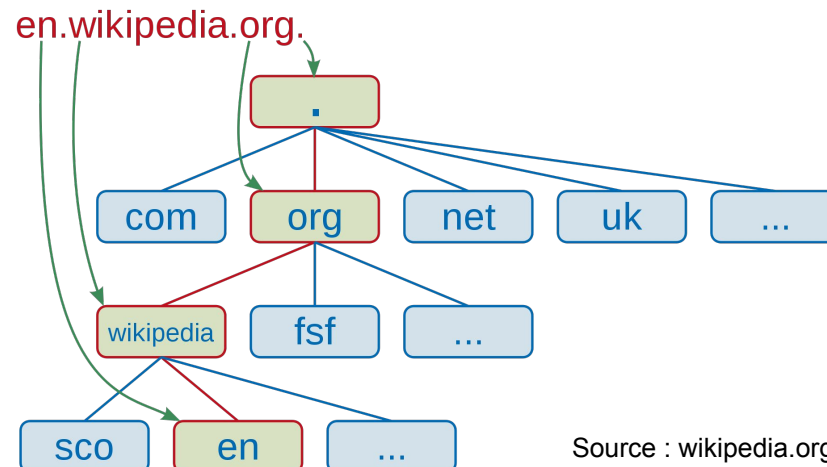 en.wikipedia.org.
.
com org net uk ...
wikipedia fsf ...
sco en ...
Source : wikipedia.org